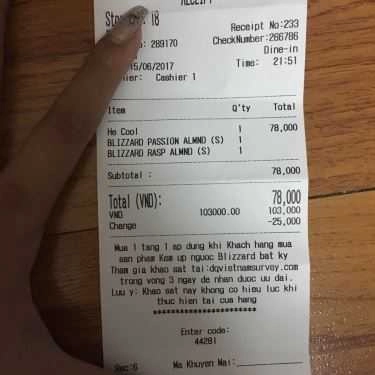 RECEIPT
18
Receipt No:233
: 289170 CheckNumber:266786
Dine-in
15/06/2017 Time: 21:51
ier: Cashier 1
Item Q'ty Total
Ho Cool 1 78,000
BLIZZARD PASSION ALMND (S) 1
BLIZZARD RASP ALMND (S) 1
Subtotal : 78,000
Total (VND): 78,000
VND 103000.00 103,000
Change -25,000
Mua 1 tang 1 ap dung khi Khach hang mua
san pham Kem up nguoc Blizzard bat ky
Tham gia khao sat tai:dqvietnamsurvey.com
trong vong 3 ngay de nhan duoc uu dai.
Luu y: Khao sat nay khong co hieu luc khi
thuc hien tai cua hang
************************
Enter code:
44281
Rec:6 Ma Khuyen Mai: